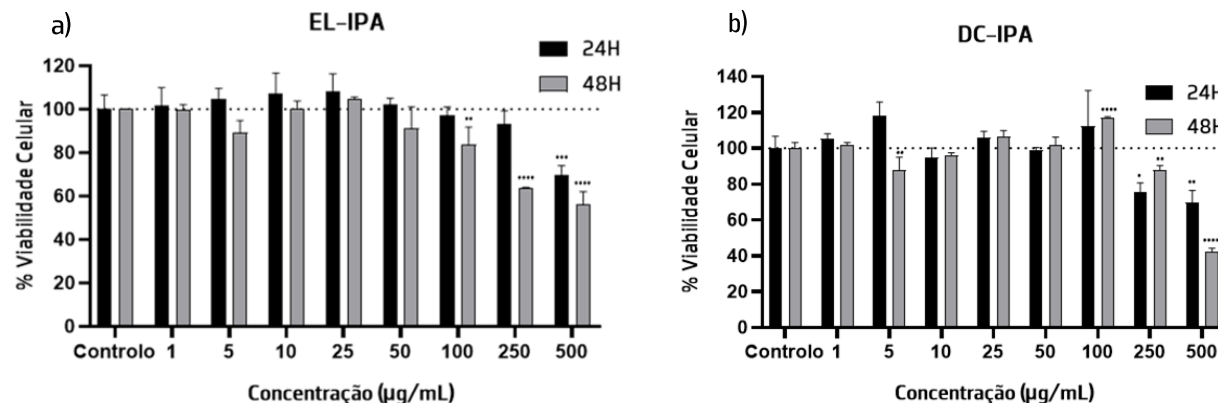 a)
EL-IPA
24H
48H
% Viabilidade Celular
120
100
80
60
40
20
0
**
****
***
****
Controlo 1 5 10 25 50 100 250 500
Concentração (µg/mL)
b)
DC-IPA
24H
48H
% Viabilidade Celular
140
120
100
80
60
40
20
0
**
****
*
**
**
****
Controlo 1 5 10 25 50 100 250 500
Concentração (µg/mL)